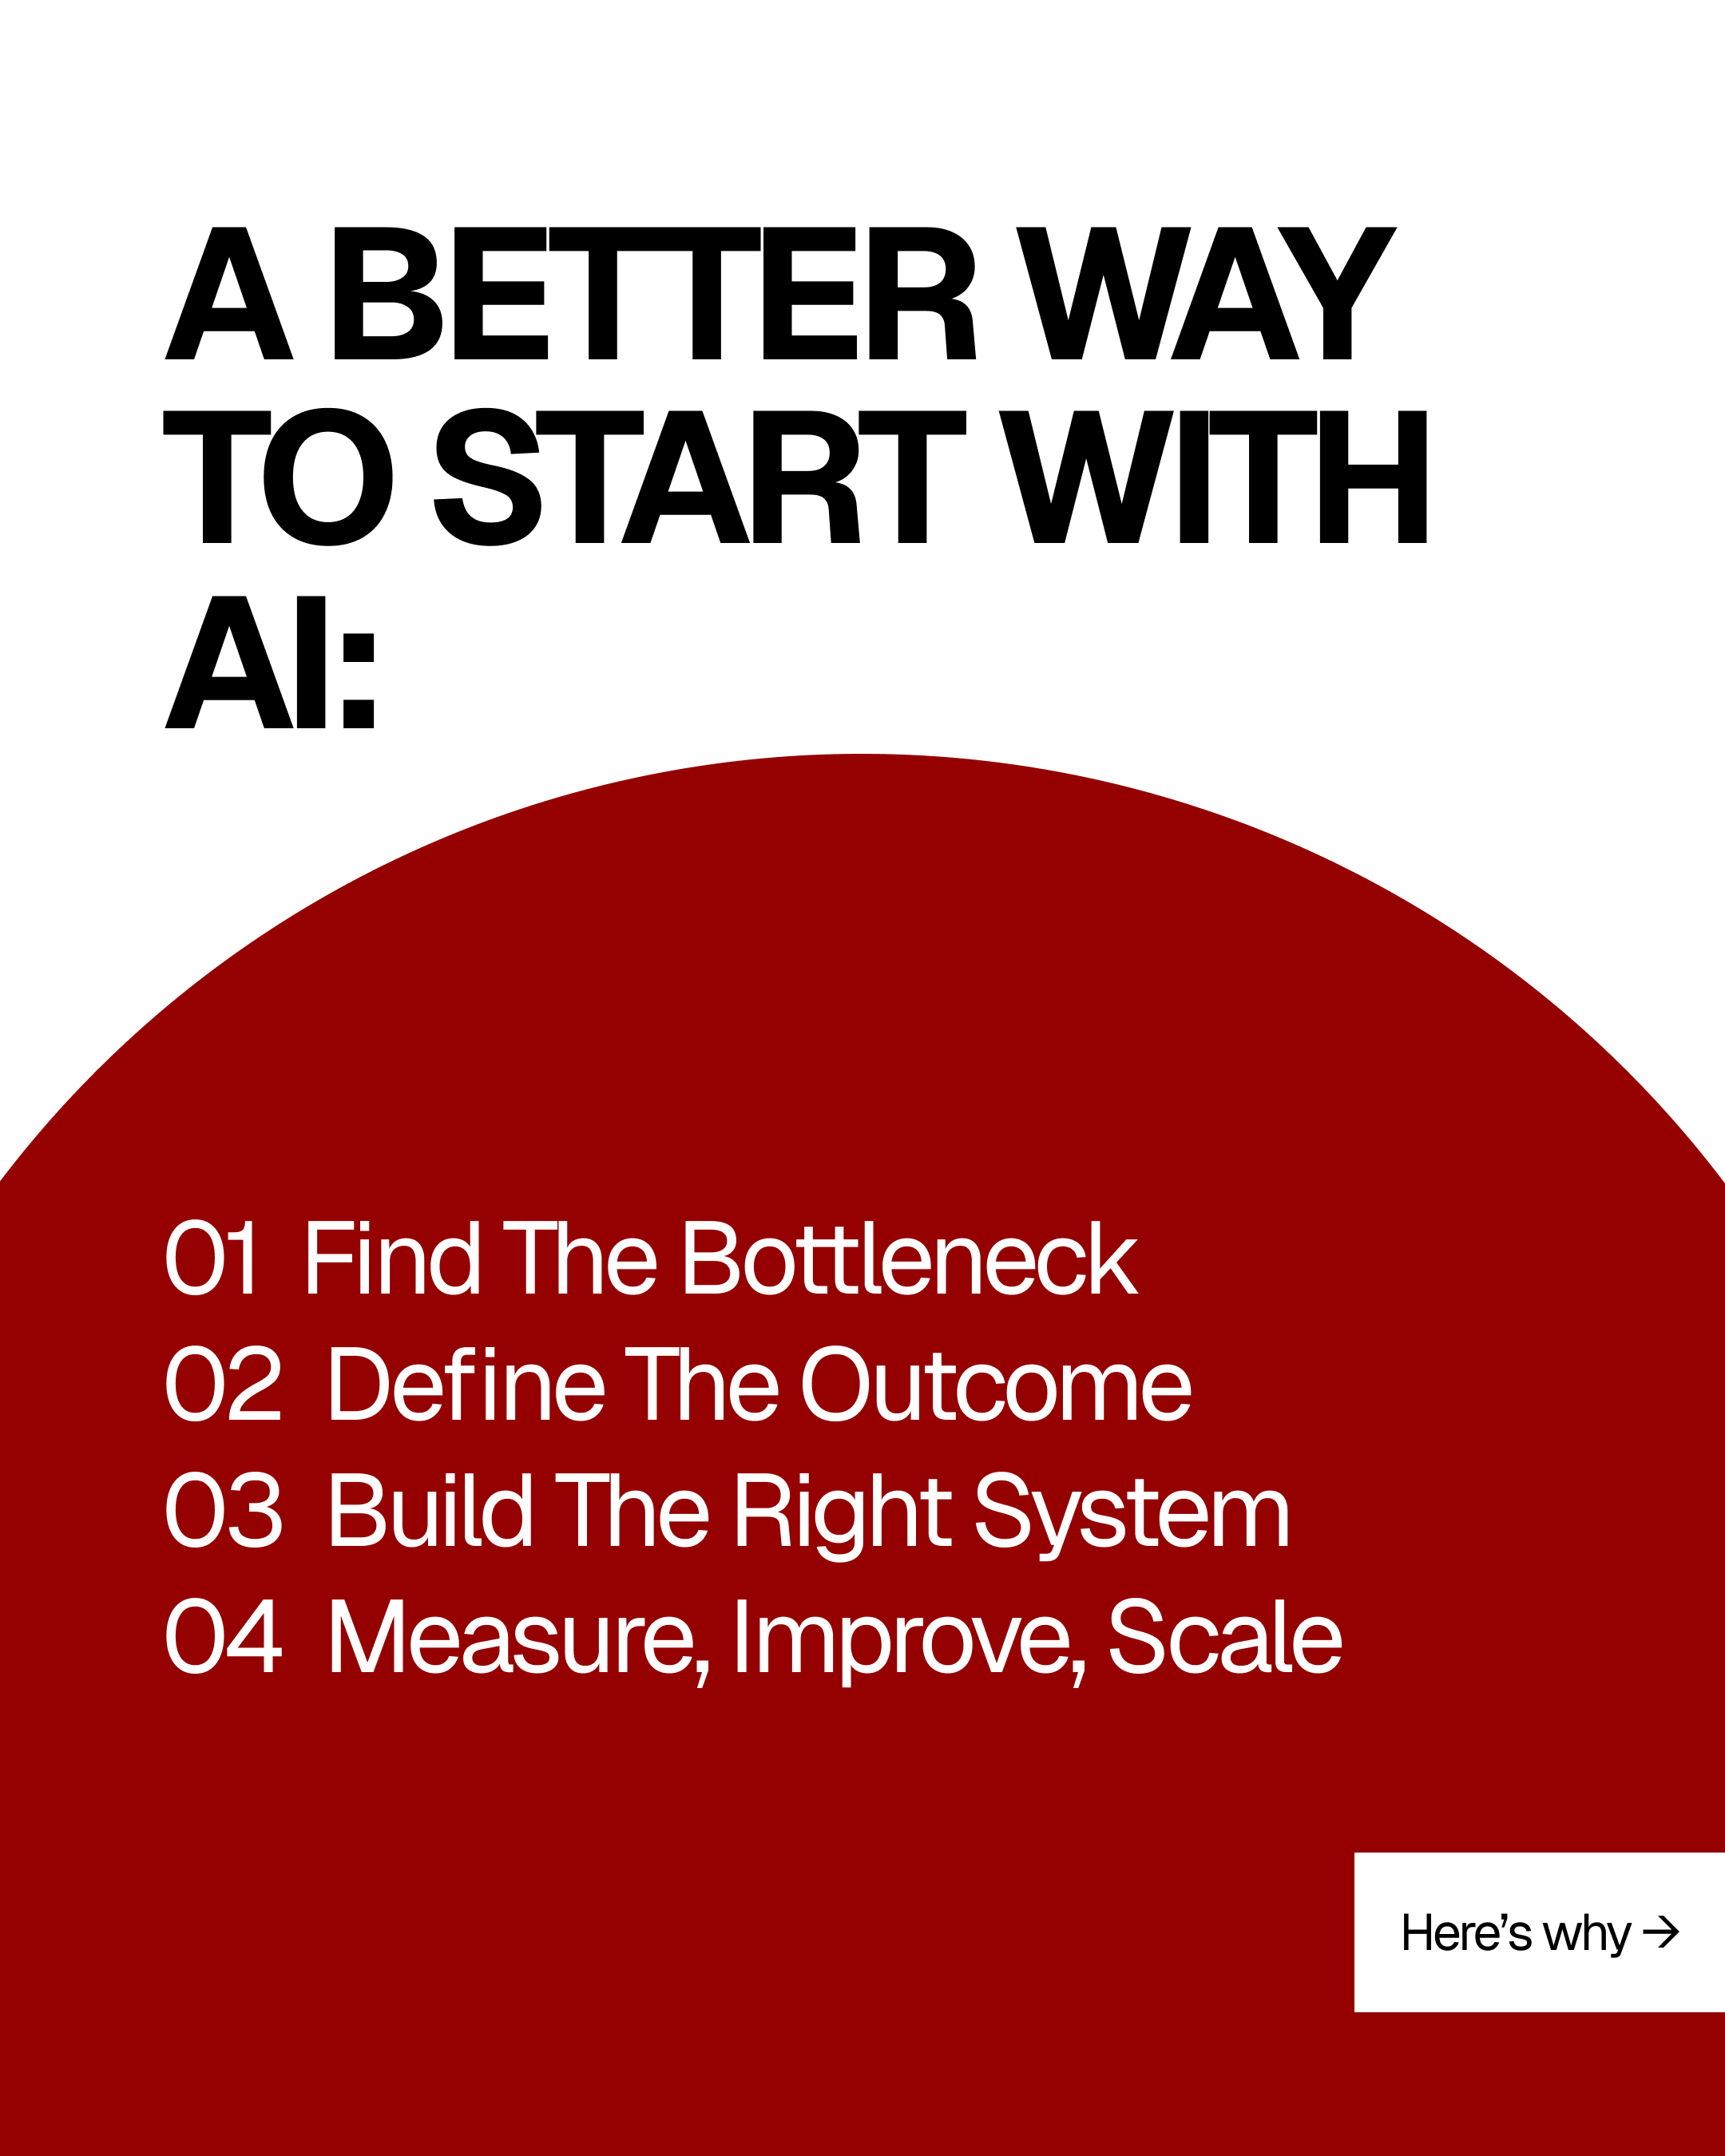 A BETTER WAY
TO START WITH
AI:
01 Find The Bottleneck
02 Define The Outcome
03 Build The Right System
04 Measure, Improve, Scale
Here’s why →